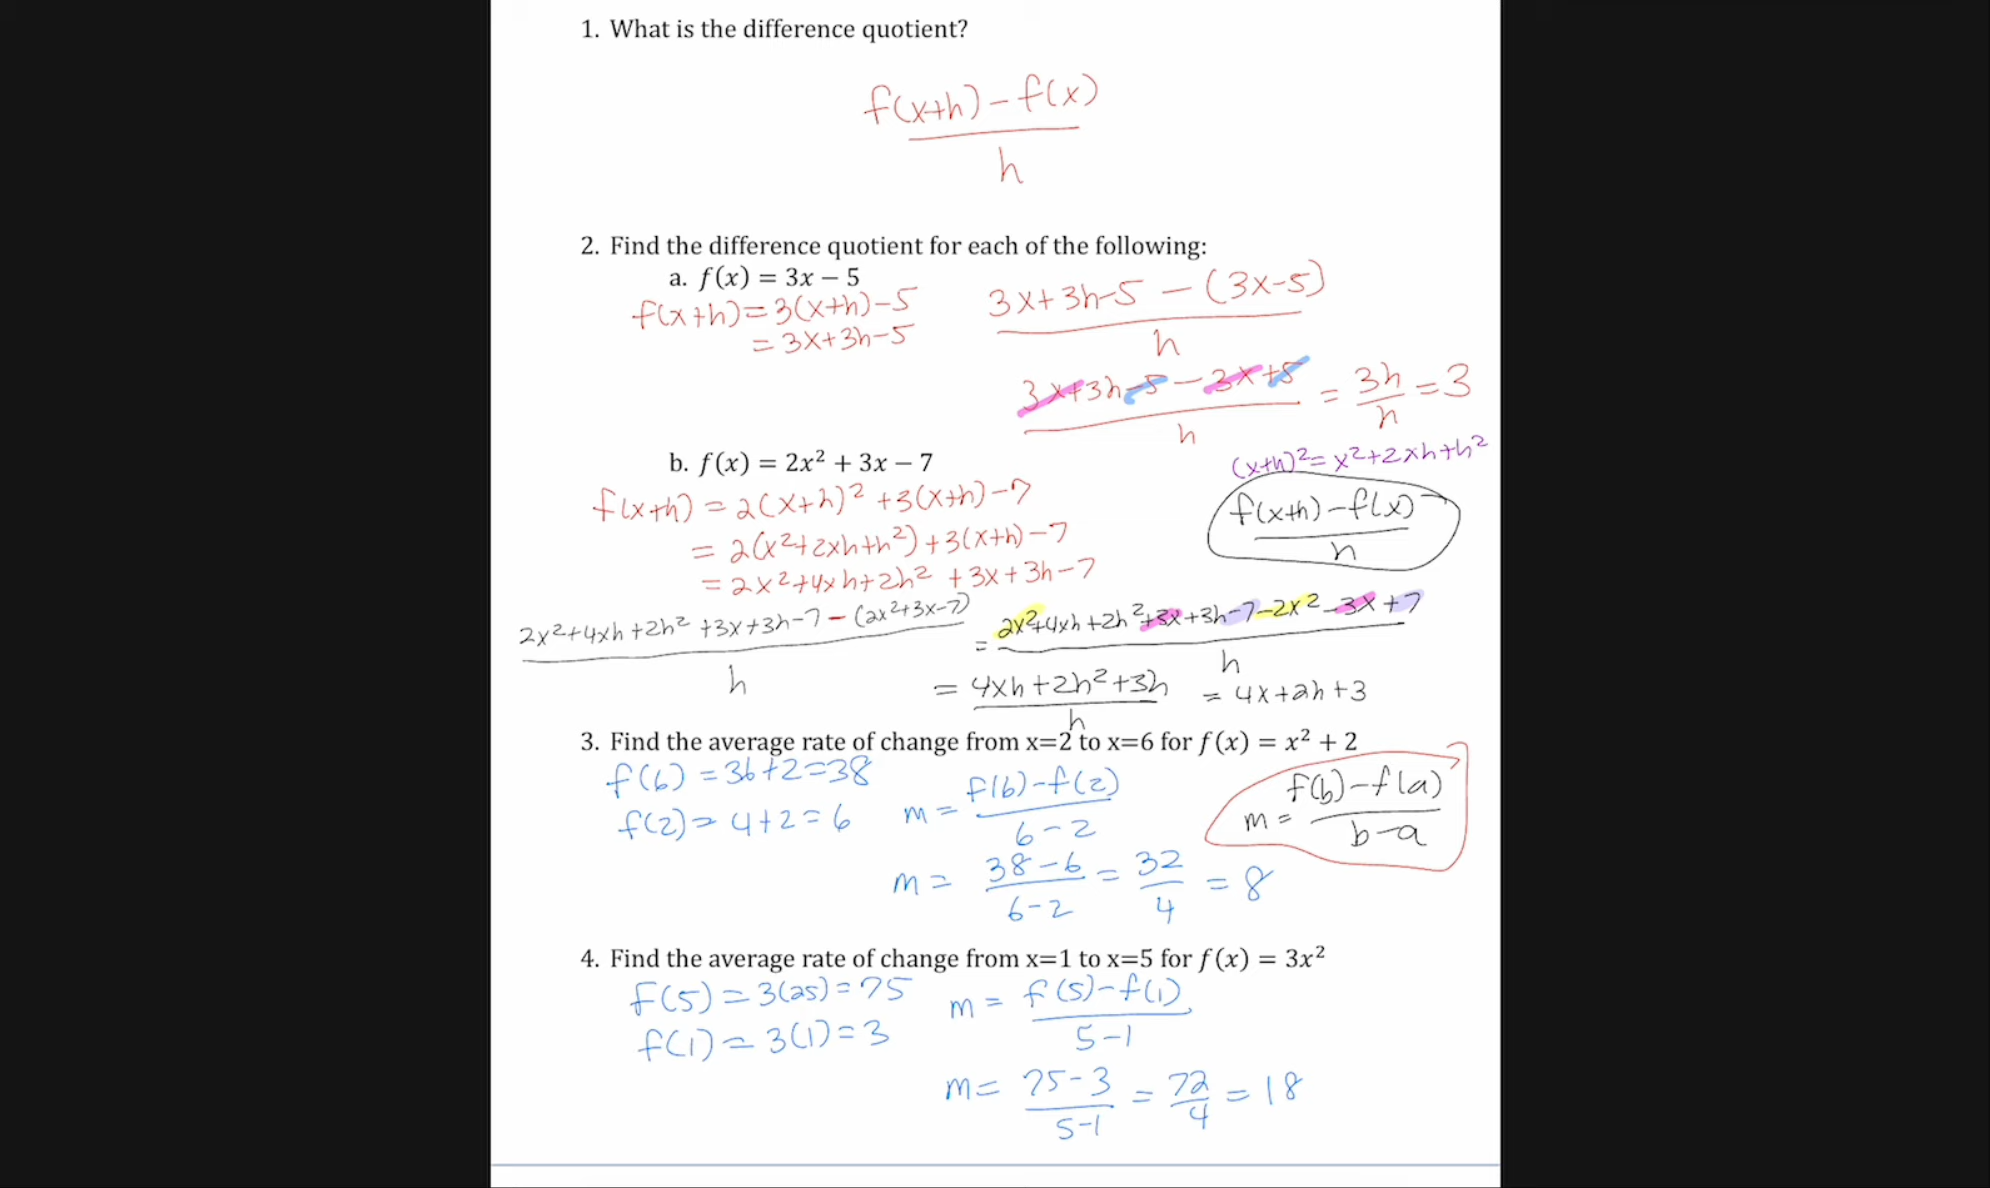 1. What is the difference quotient?
f(x+h)-f(x)
h
2. Find the difference quotient for each of the following:
a. f(x) = 3x − 5
f(x+h)=3(x+h)-5
=3x+3h-5
3x+3h-5 - (3x-5)
h
3x+3h-5-3x+5
h
= 3h/h = 3
b. f(x) = 2x² + 3x − 7
(x+h)²=x²+2xh+h²
f(x+h) = 2(x+h)² +3(x+h)-7
= 2(x²+2xh+h²)+3(x+h)-7
= 2x²+4xh+2h² +3x+3h-7
f(x+h)-f(x)
h
2x²+4xh+2h² +3x+3h-7-(2x²+3x-7)
h
= 2x²+4xh+2h²+3x+3h-7-2x²-3x+7
h
= 4xh+2h²+3h
h
= 4x+2h+3
3. Find the average rate of change from x=2 to x=6 for f(x) = x² + 2
f(6) = 36+2=38
f(2) = 4+2=6
m = f(6)-f(2)
6-2
m = f(b)-f(a)
b-a
m = 38-6
6-2
= 32/4 = 8
4. Find the average rate of change from x=1 to x=5 for f(x) = 3x²
f(5)=3(25)=75
f(1)=3(1)=3
m = f(5)-f(1)
5-1
m = 75-3
5-1
= 72/4 = 18